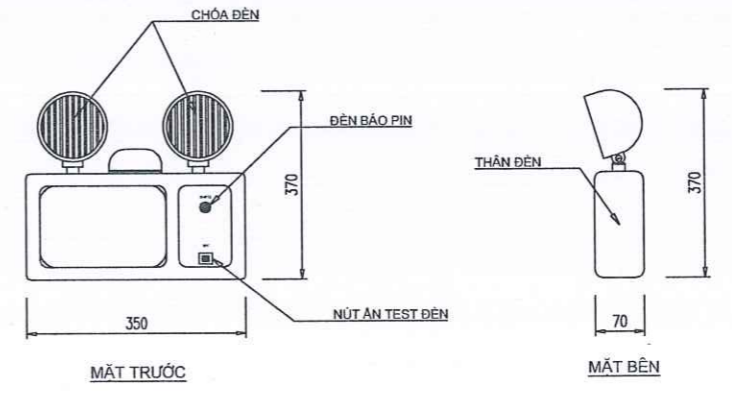 CHÓA ĐÈN
ĐÈN BÁO PIN
THÂN ĐÈN
370
370
NÚT ẤN TEST ĐÈN
350
70
MẶT TRƯỚC
MẶT BÊN